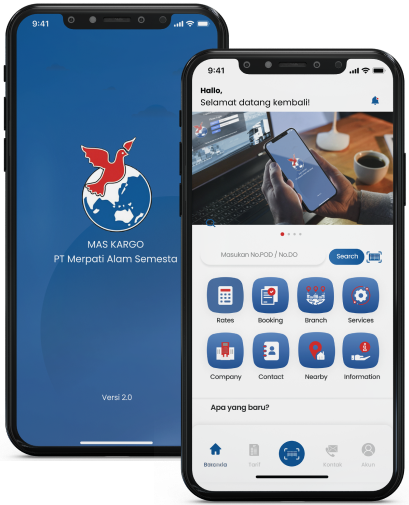 9:41
MAS KARGO
PT Merpati Alam Semesta
Versi 2.0
9:41
Hallo,
Selamat datang kembali!
Masukan No.POD / No.DO
Search
Rates
Booking
Branch
Services
Company
Contact
Nearby
Information
Apa yang baru?
Beranda
Tarif
Kontak
Akun